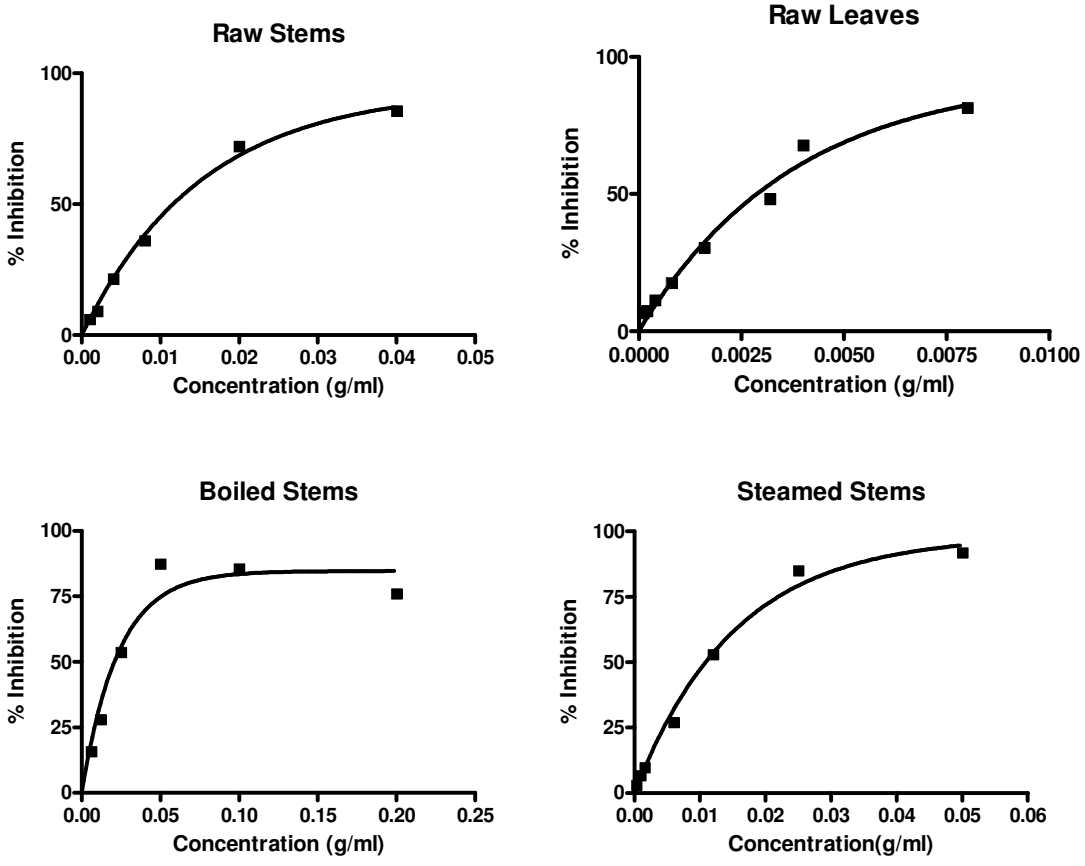 Raw Stems
100
50
0
% Inhibition
0.00 0.01 0.02 0.03 0.04 0.05
Concentration (g/ml)
Raw Leaves
100
50
0
% Inhibition
0.0000 0.0025 0.0050 0.0075 0.0100
Concentration (g/ml)
Boiled Stems
100
75
50
25
0
% Inhibition
0.00 0.05 0.10 0.15 0.20 0.25
Concentration (g/ml)
Steamed Stems
100
75
50
25
0
% Inhibition
0.00 0.01 0.02 0.03 0.04 0.05 0.06
Concentration(g/ml)